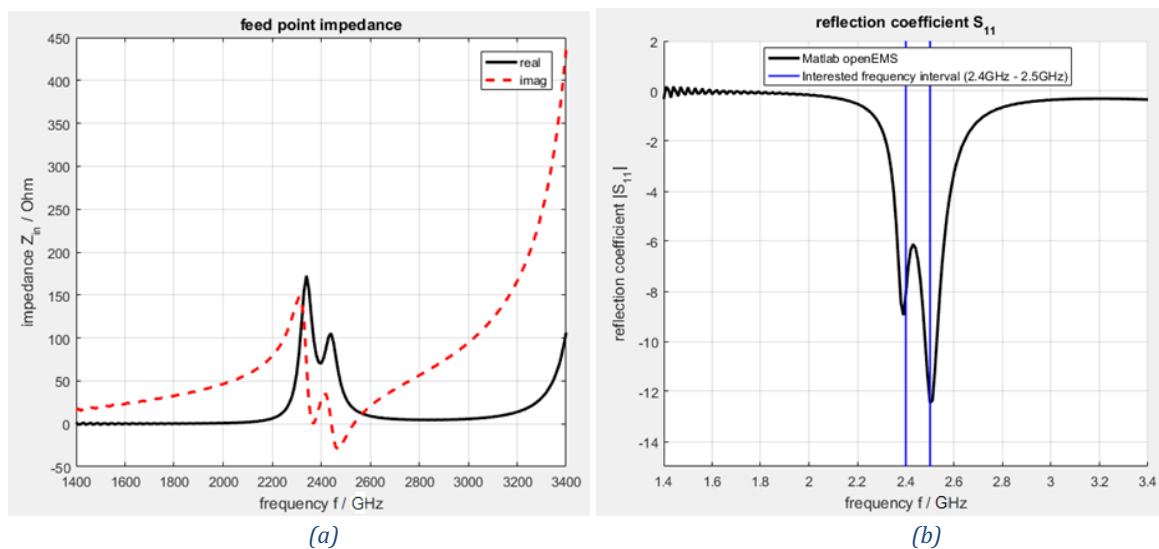 feed point impedance
450
400
350
300
250
200
150
100
50
0
-50
impedance Z_in / Ohm
real
imag
1400 1600 1800 2000 2200 2400 2600 2800 3000 3200 3400
frequency f / GHz
(a)
reflection coefficient S_11
2
0
-2
-4
-6
-8
-10
-12
-14
reflection coefficient |S_11|
Matlab openEMS
Interested frequency interval (2.4GHz - 2.5GHz)
1.4 1.6 1.8 2 2.2 2.4 2.6 2.8 3 3.2 3.4
frequency f / GHz
(b)